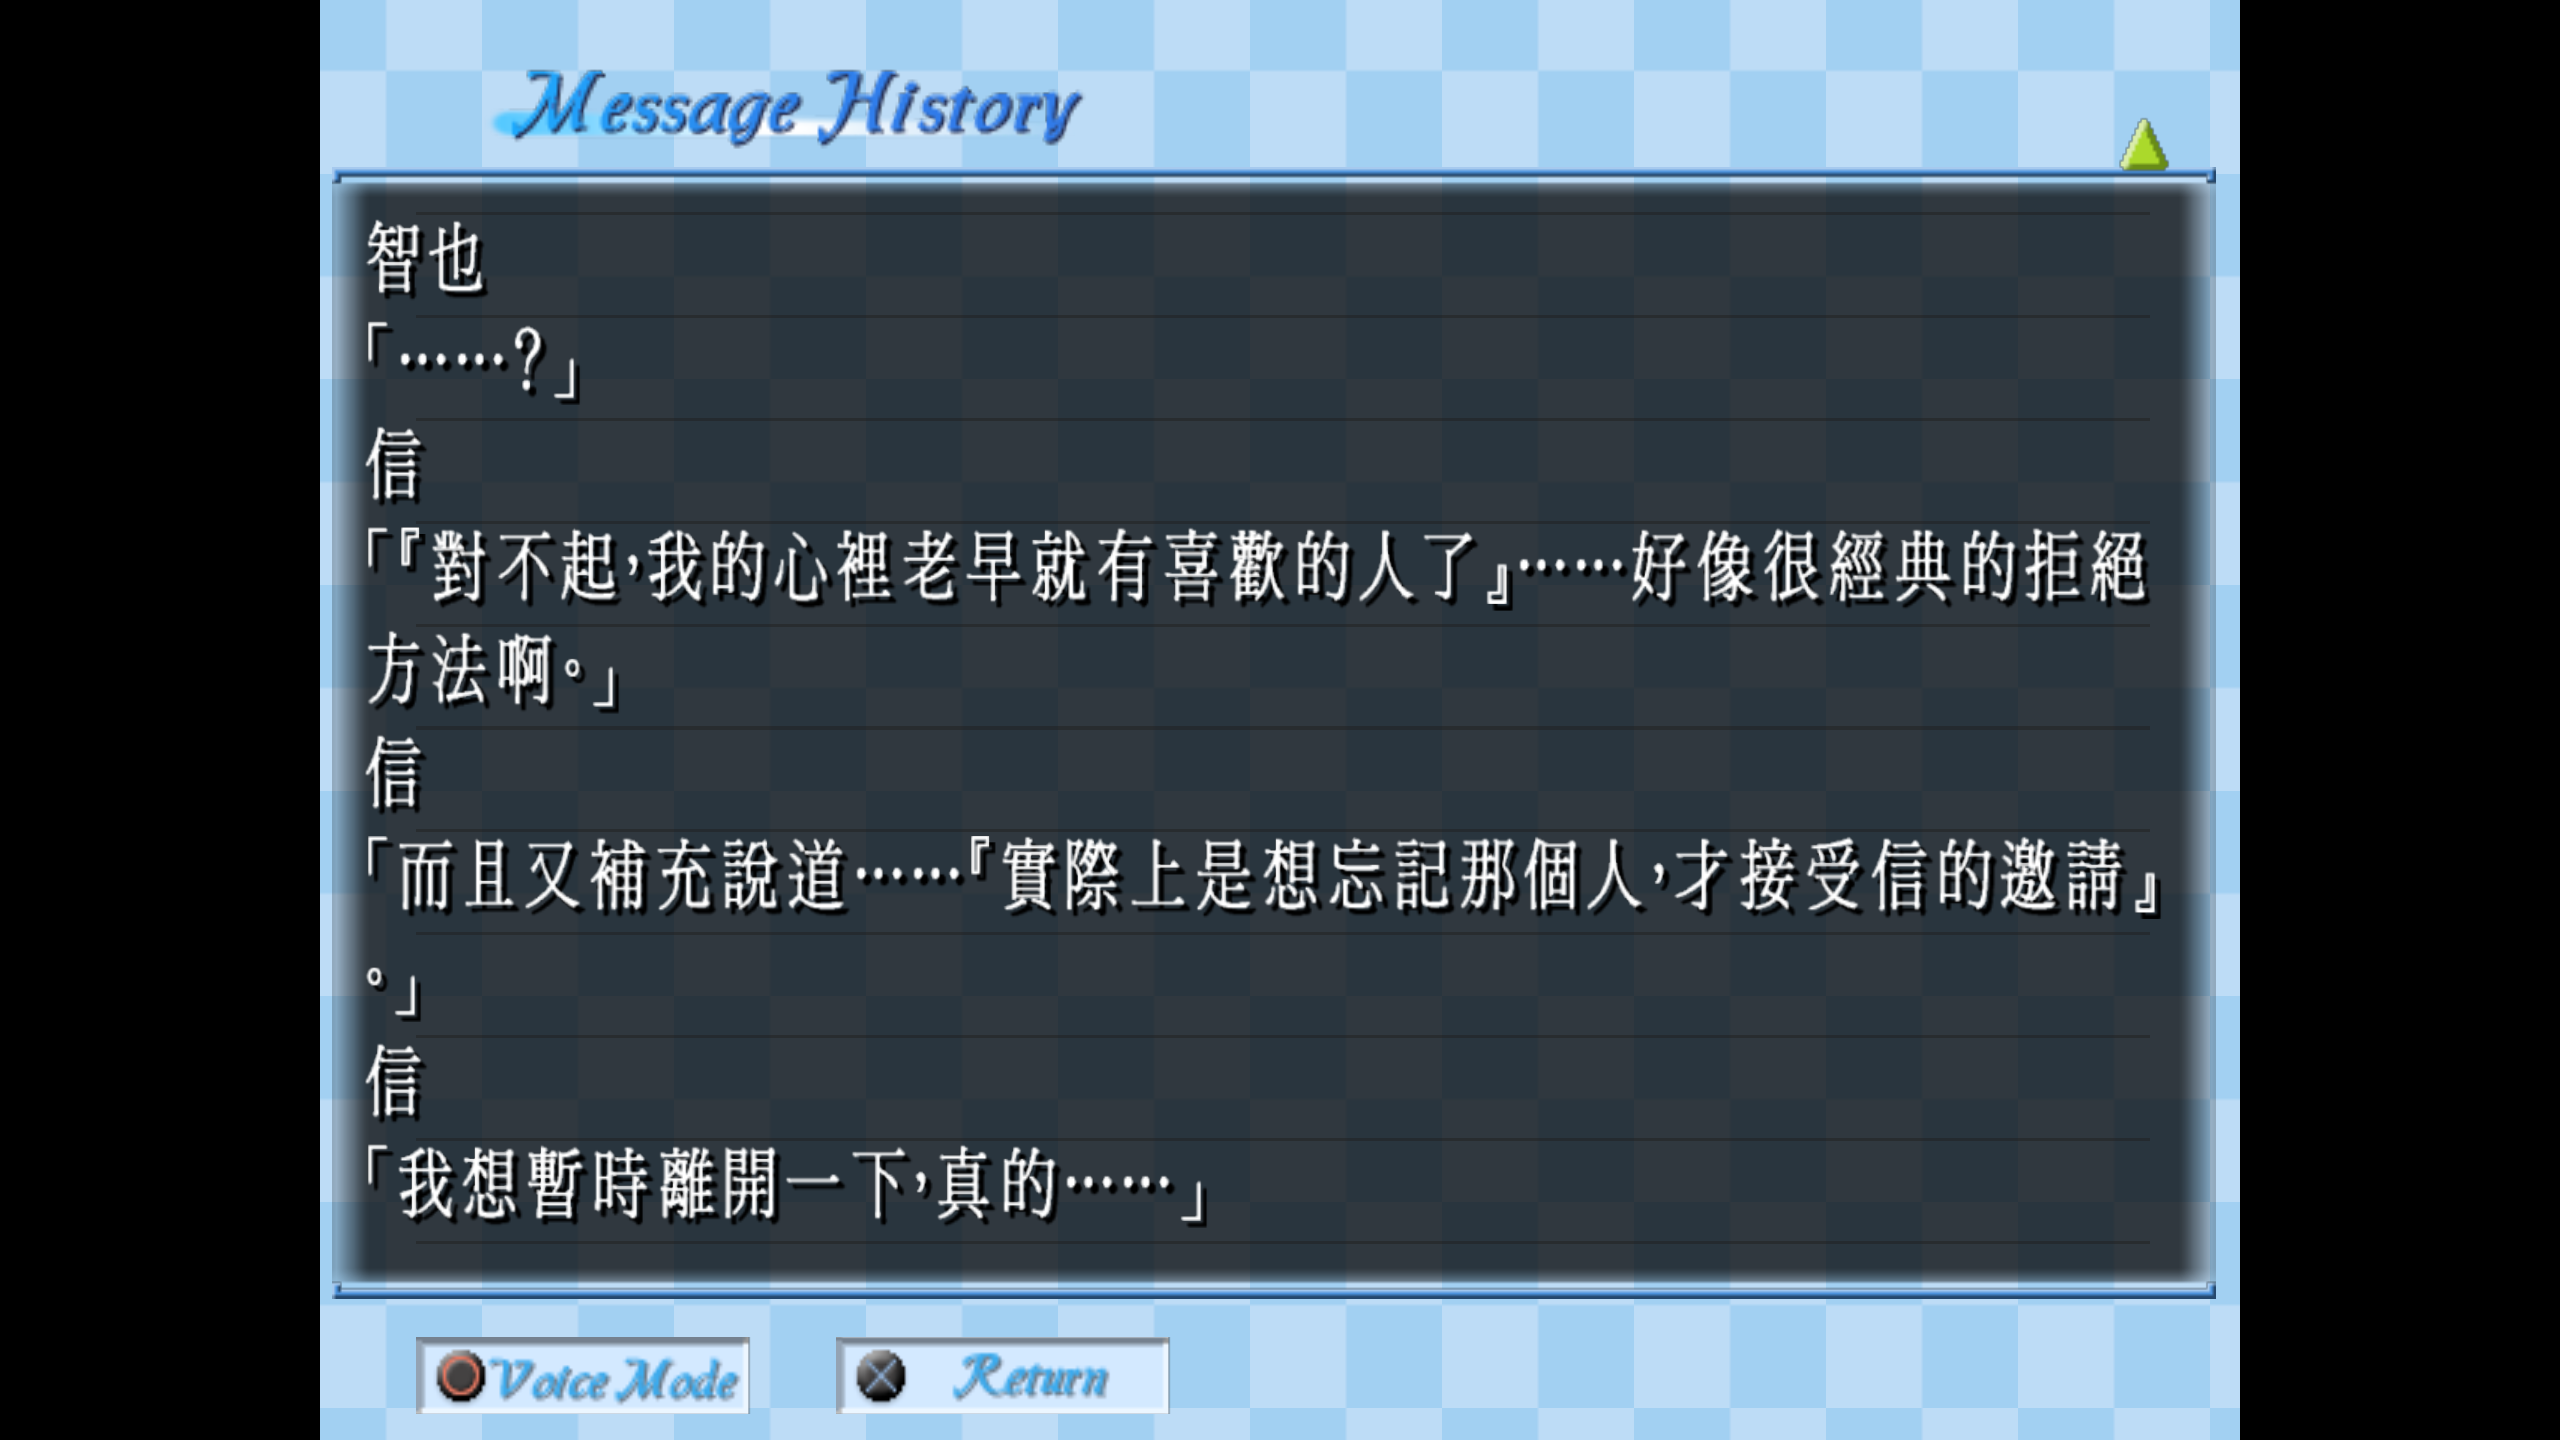 Message History
智也
「……？」
信
「『對不起，我的心裡老早就有喜歡的人了』……好像很經典的拒絕
方法啊。」
信
「而且又補充說道……『實際上是想忘記那個人，才接受信的邀請』
。」
信
「我想暫時離開一下，真的……」
Voice Mode
Return